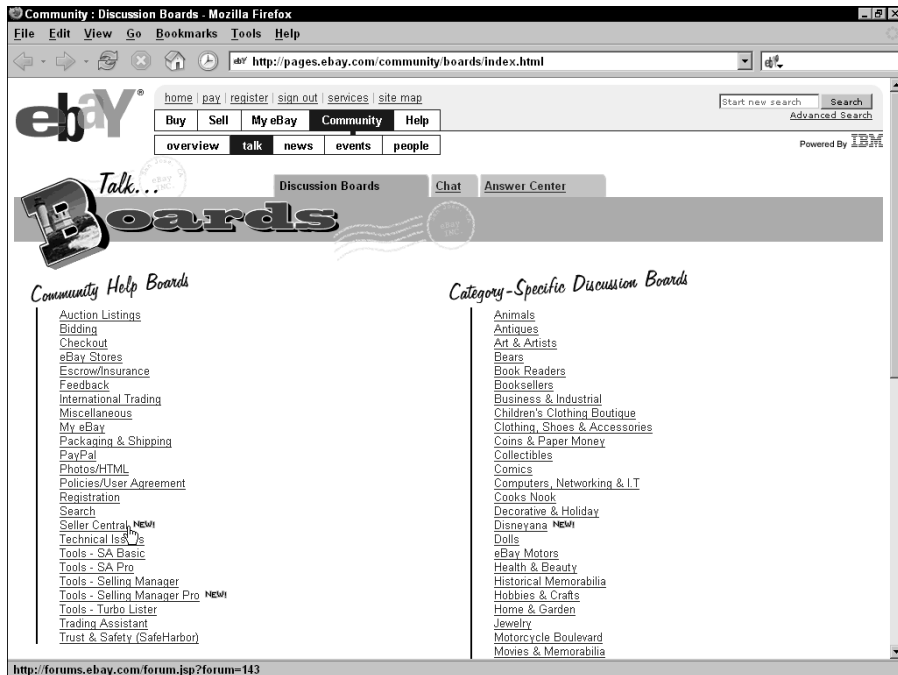 Community : Discussion Boards - Mozilla Firefox
File Edit View Go Bookmarks Tools Help
ebY http://pages.ebay.com/community/boards/index.html
ebaY®
home | pay | register | sign out | services | site map
Start new search Search
Advanced Search
Buy Sell My eBay Community Help
overview talk news events people
Powered By IBM
Talk...
Boards
Discussion Boards Chat Answer Center
eBay INC.
Community Help Boards
Auction Listings
Bidding
Checkout
eBay Stores
Escrow/Insurance
Feedback
International Trading
Miscellaneous
My eBay
Packaging & Shipping
PayPal
Photos/HTML
Policies/User Agreement
Registration
Search
Seller Central NEW!
Technical Issues
Tools - SA Basic
Tools - SA Pro
Tools - Selling Manager
Tools - Selling Manager Pro NEW!
Tools - Turbo Lister
Trading Assistant
Trust & Safety (SafeHarbor)
Category-Specific Discussion Boards
Animals
Antiques
Art & Artists
Bears
Book Readers
Booksellers
Business & Industrial
Children's Clothing Boutique
Clothing, Shoes & Accessories
Coins & Paper Money
Collectibles
Comics
Computers, Networking & I.T
Cooks Nook
Decorative & Holiday
Disneyana NEW!
Dolls
eBay Motors
Health & Beauty
Historical Memorabilia
Hobbies & Crafts
Home & Garden
Jewelry
Motorcycle Boulevard
Movies & Memorabilia
http://forums.ebay.com/forum.jsp?forum=143